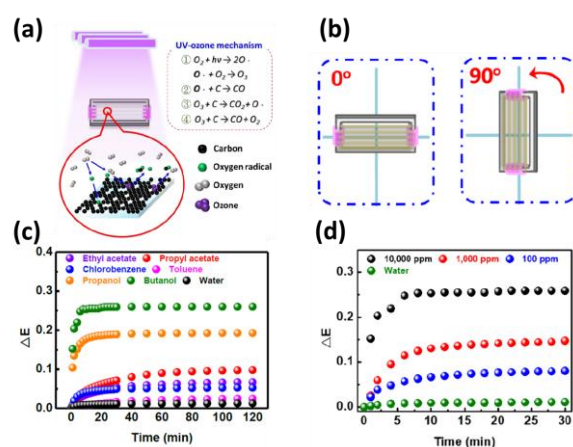 (a)
UV-ozone mechanism
① O₂ + hν → 2O·
O· + O₂ → O₃
② O· + C → CO
③ O₃ + C → CO₂ + O·
④ O₃ + C → CO + O₂
Carbon
Oxygen radical
Oxygen
Ozone
(b)
0°
90°
(c)
Ethyl acetate Propyl acetate
Chlorobenzene Toluene
Propanol Butanol Water
ΔE
0.4
0.3
0.2
0.1
0.0
0 20 40 60 80 100 120
Time (min)
(d)
10,000 ppm 1,000 ppm 100 ppm
Water
ΔE
0.3
0.2
0.1
0.0
0 5 10 15 20 25 30
Time (min)